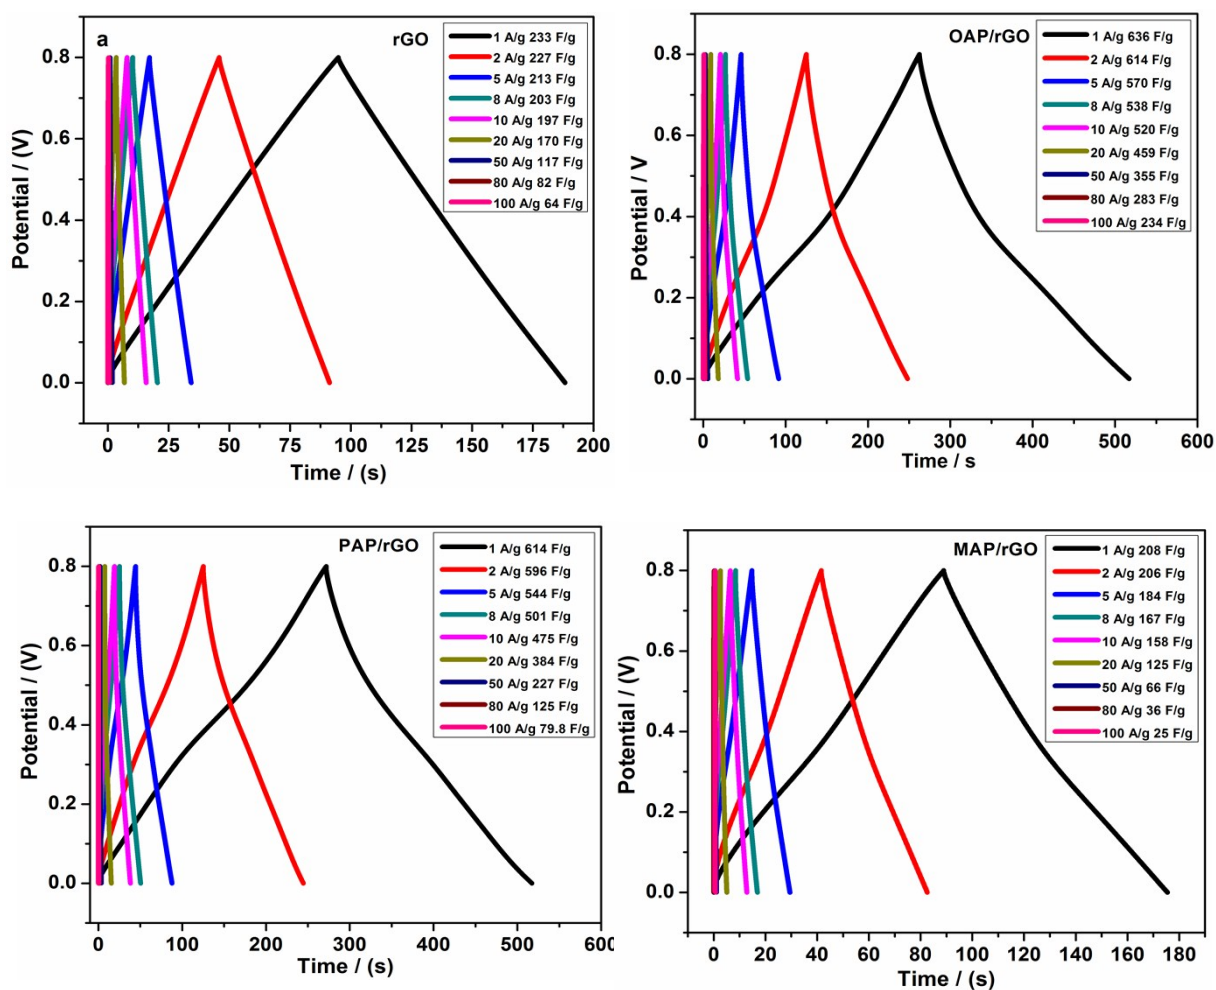 a
rGO
1 A/g 233 F/g
2 A/g 227 F/g
5 A/g 213 F/g
8 A/g 203 F/g
10 A/g 197 F/g
20 A/g 170 F/g
50 A/g 117 F/g
80 A/g 82 F/g
100 A/g 64 F/g
Potential / (V)
0.8
0.6
0.4
0.2
0.0
0 25 50 75 100 125 150 175 200
Time / (s)
OAP/rGO
1 A/g 636 F/g
2 A/g 614 F/g
5 A/g 570 F/g
8 A/g 538 F/g
10 A/g 520 F/g
20 A/g 459 F/g
50 A/g 355 F/g
80 A/g 283 F/g
100 A/g 234 F/g
Potential / V
0.8
0.6
0.4
0.2
0.0
0 100 200 300 400 500 600
Time / s
PAP/rGO
1 A/g 614 F/g
2 A/g 596 F/g
5 A/g 544 F/g
8 A/g 501 F/g
10 A/g 475 F/g
20 A/g 384 F/g
50 A/g 227 F/g
80 A/g 125 F/g
100 A/g 79.8 F/g
Potential / (V)
0.8
0.6
0.4
0.2
0.0
0 100 200 300 400 500 600
Time / (s)
MAP/rGO
1 A/g 208 F/g
2 A/g 206 F/g
5 A/g 184 F/g
8 A/g 167 F/g
10 A/g 158 F/g
20 A/g 125 F/g
50 A/g 66 F/g
80 A/g 36 F/g
100 A/g 25 F/g
Potential / (V)
0.8
0.6
0.4
0.2
0.0
0 20 40 60 80 100 120 140 160 180
Time / (s)